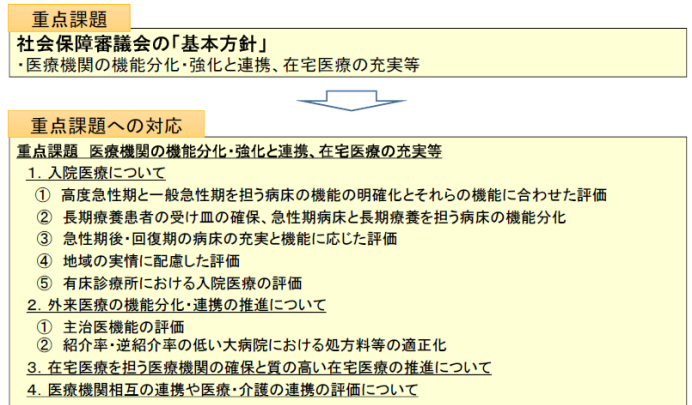 重点課題
社会保障審議会の「基本方針」
・医療機関の機能分化・強化と連携、在宅医療の充実等
重点課題への対応
重点課題 医療機関の機能分化・強化と連携、在宅医療の充実等
1. 入院医療について
① 高度急性期と一般急性期を担う病床の機能の明確化とそれらの機能に合わせた評価
② 長期療養患者の受け皿の確保、急性期病床と長期療養を担う病床の機能分化
③ 急性期後・回復期の病床の充実と機能に応じた評価
④ 地域の実情に配慮した評価
⑤ 有床診療所における入院医療の評価
2. 外来医療の機能分化・連携の推進について
① 主治医機能の評価
② 紹介率・逆紹介率の低い大病院における処方料等の適正化
3. 在宅医療を担う医療機関の確保と質の高い在宅医療の推進について
4. 医療機関相互の連携や医療・介護の連携の評価について